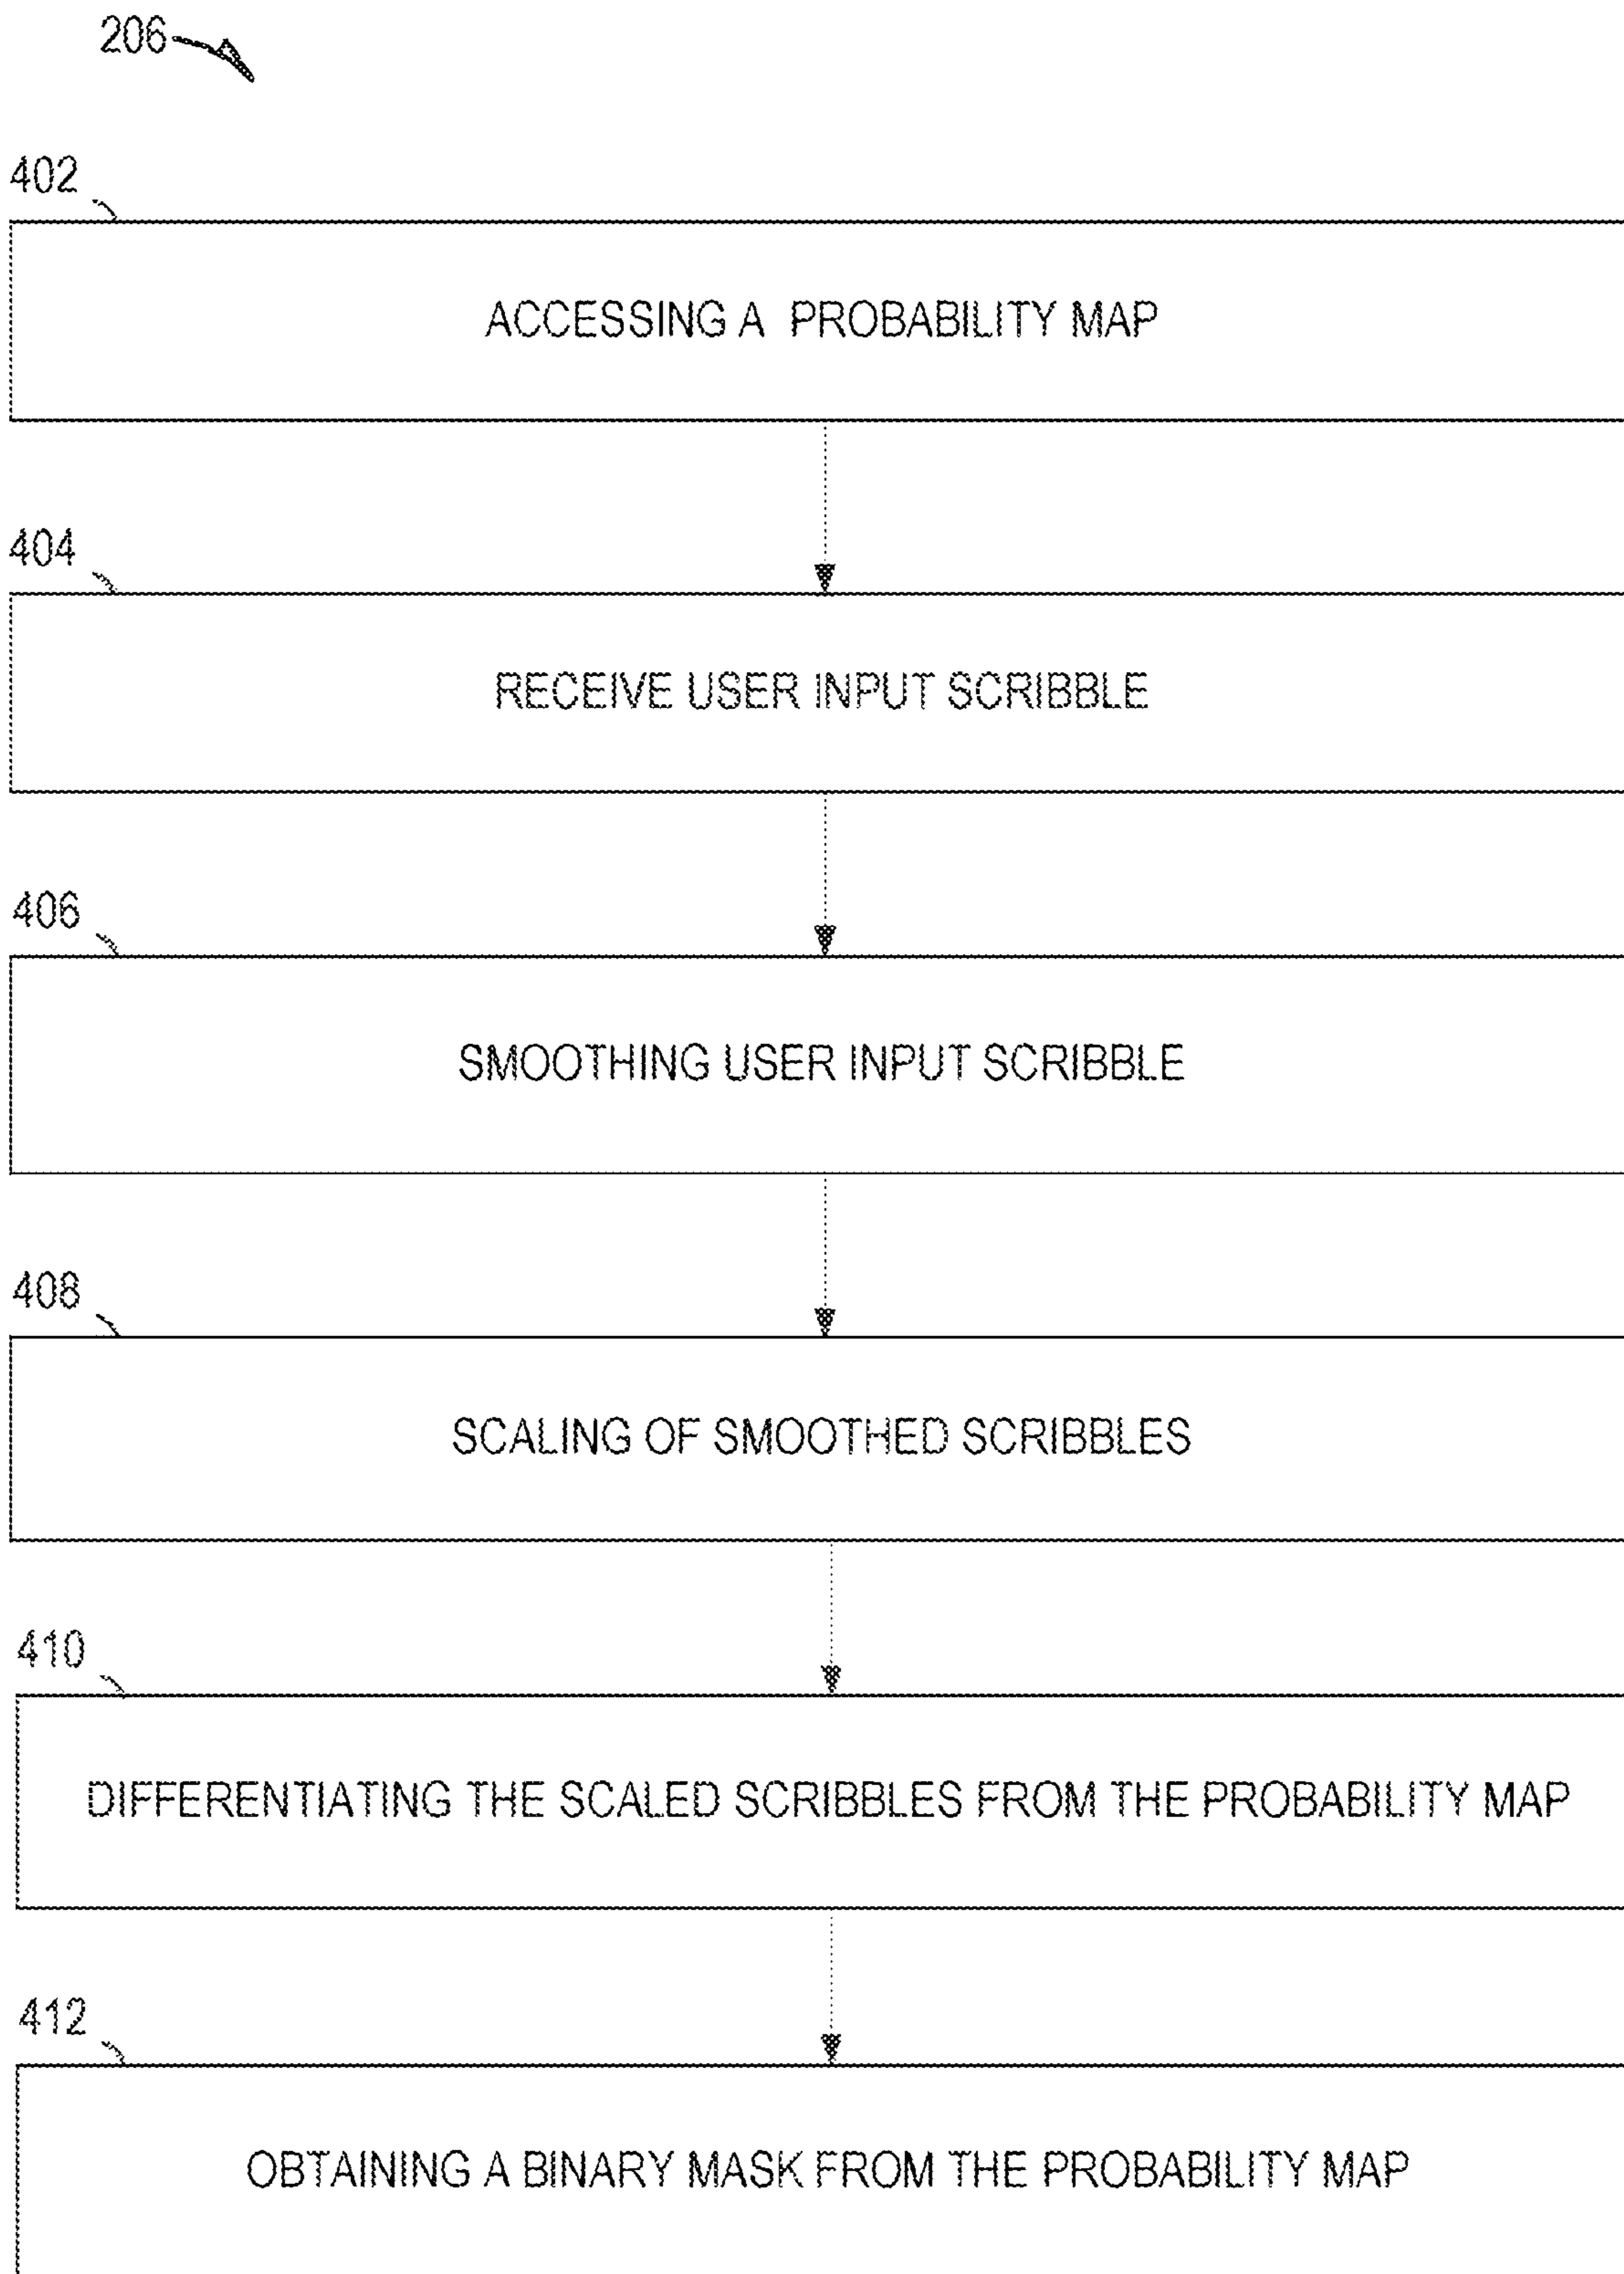 206
402
ACCESSING A PROBABILITY MAP
404
RECEIVE USER INPUT SCRIBBLE
406
SMOOTHING USER INPUT SCRIBBLE
408
SCALING OF SMOOTHED SCRIBBLES
410
DIFFERENTIATING THE SCALED SCRIBBLES FROM THE PROBABILITY MAP
412
OBTAINING A BINARY MASK FROM THE PROBABILITY MAP